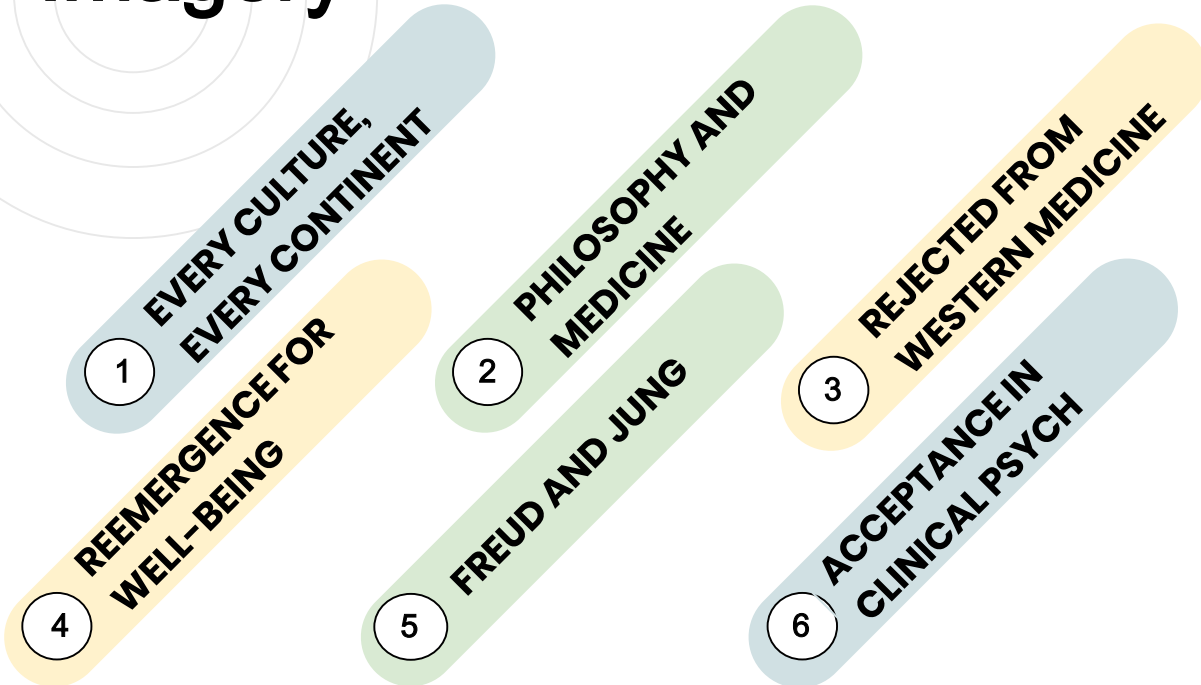 Imagery
1
EVERY CULTURE,
EVERY CONTINENT
2
PHILOSOPHY AND
MEDICINE
3
REJECTED FROM
WESTERN MEDICINE
4
REEMERGENCE FOR
WELL-BEING
5
FREUD AND JUNG
6
ACCEPTANCE IN
CLINICAL PSYCH